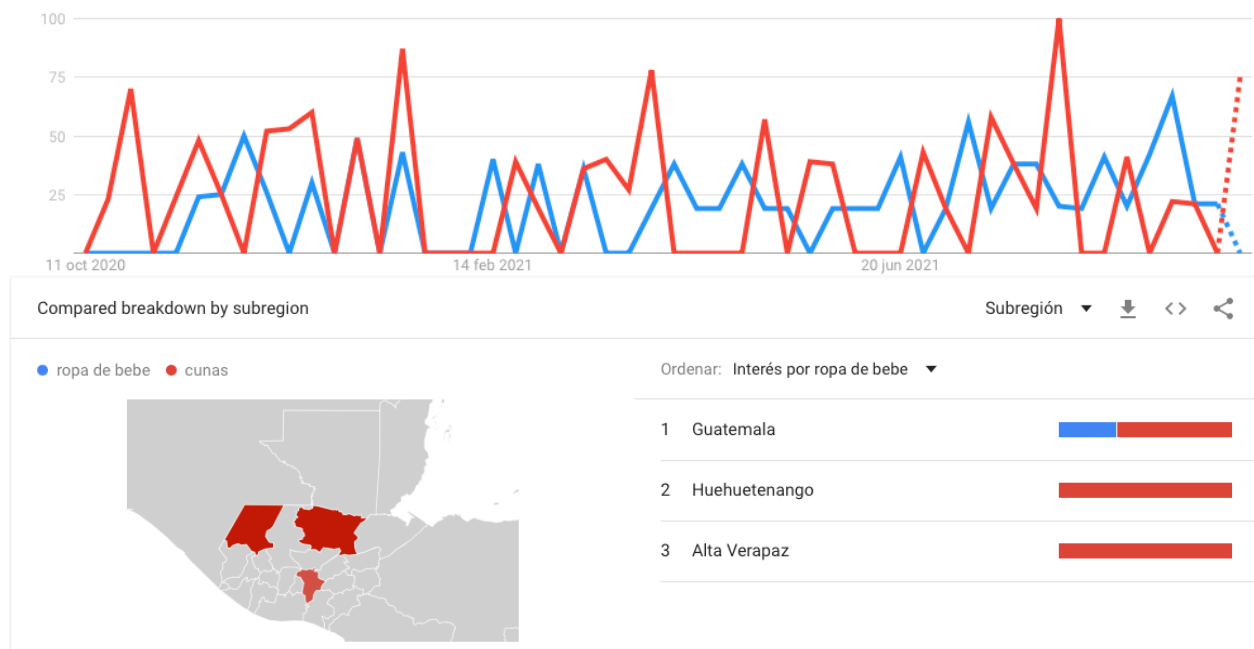 100
75
50
25
11 oct 2020 14 feb 2021 20 jun 2021
Compared breakdown by subregion Subregión
ropa de bebe cunas
Ordenar: Interés por ropa de bebe
1 Guatemala
2 Huehuetenango
3 Alta Verapaz